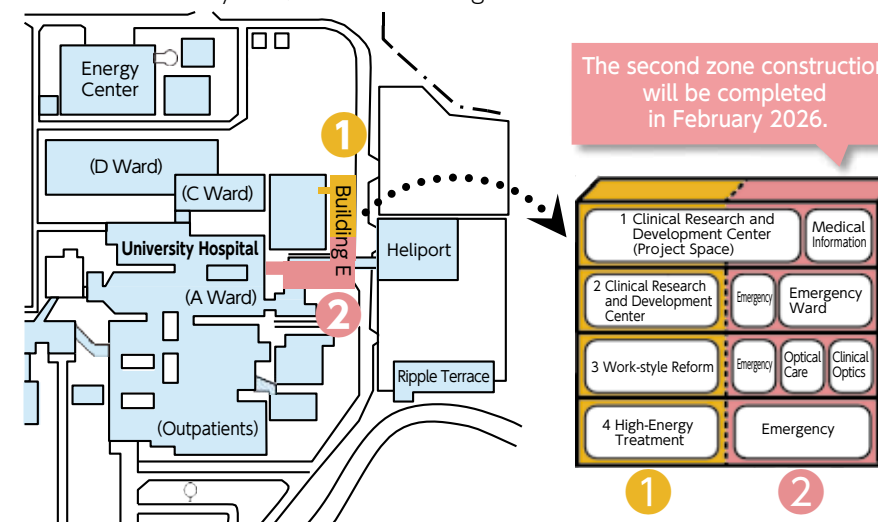 Energy
Center
(D Ward)
(C Ward)
University Hospital
(A Ward)
(Outpatients)
1
Building E
2
Heliport
Ripple Terrace
The second zone construction
will be completed
in February 2026.
1 Clinical Research and
Development Center
(Project Space)
Medical
Information
2 Clinical Research
and Development
Center
Emergency
Emergency
Ward
3 Work-style Reform
Emergency
Optical
Care
Clinical
Optics
4 High-Energy
Treatment
Emergency
1
2